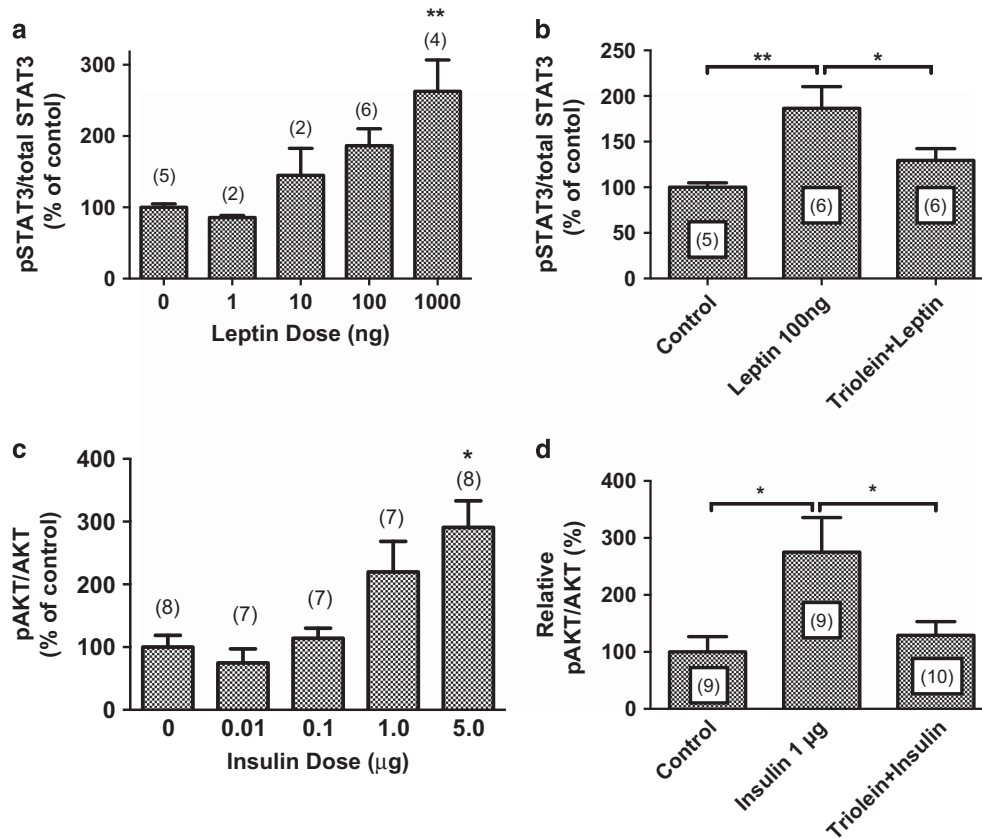 a
pSTAT3/total STAT3
(% of contol)
300
200
100
0
(5)
(2)
(2)
(6)
**
(4)
0 1 10 100 1000
Leptin Dose (ng)
b
pSTAT3/total STAT3
(% of contol)
250
200
150
100
50
0
** *
(5)
(6)
(6)
Control
Leptin 100ng
Triolein+Leptin
c
pAKT/AKT
(% of control)
400
300
200
100
0
(8)
(7)
(7)
(7)
*
(8)
0 0.01 0.1 1.0 5.0
Insulin Dose (μg)
d
Relative
pAKT/AKT (%)
400
300
200
100
0
* *
(9)
(9)
(10)
Control
Insulin 1 µg
Triolein+Insulin